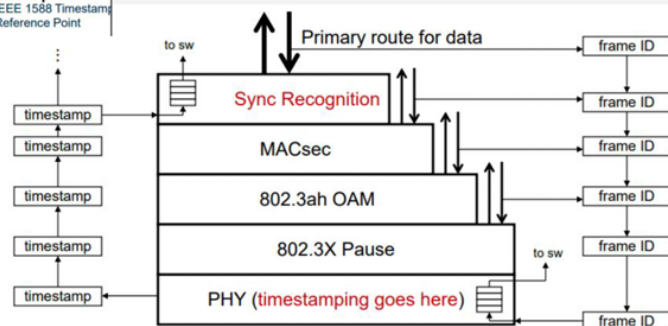 EEE 1588 Timestamp
Reference Point
to sw
Primary route for data
frame ID
Sync Recognition
frame ID
timestamp
timestamp
MACsec
frame ID
timestamp
802.3ah OAM
frame ID
timestamp
802.3X Pause
to sw
frame ID
timestamp
PHY (timestamping goes here)
frame ID